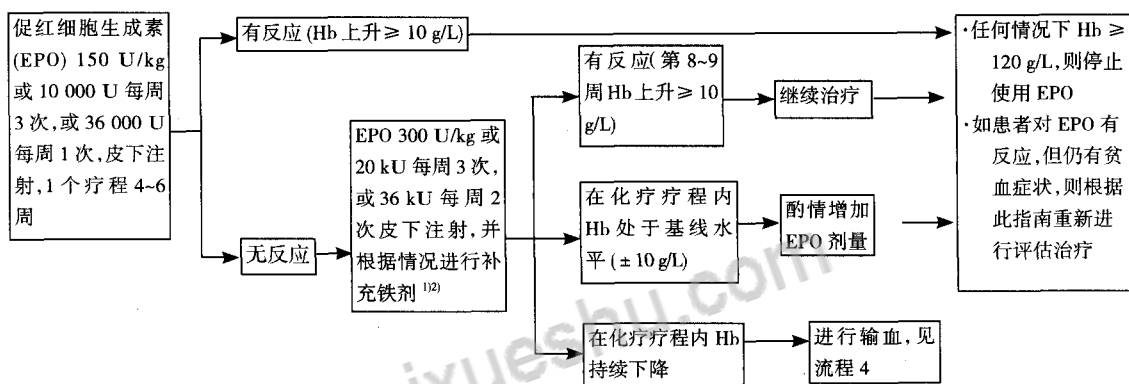 促红细胞生成素
(EPO) 150 U/kg
或 10 000 U 每周
3 次,或 36 000 U
每周 1 次,皮下注
射,1 个疗程 4~6
周
有反应 (Hb 上升≥ 10 g/L)
无反应
EPO 300 U/kg 或
20 kU 每周 3 次,
或 36 kU 每周 2
次皮下注射,并
根据情况进行补
充铁剂 1)2)
有反应(第 8~9
周 Hb 上升≥ 10
g/L)
继续治疗
在化疗疗程内
Hb 处于基线水
平 (± 10 g/L)
酌情增加
EPO 剂量
在化疗疗程内 Hb
持续下降
进行输血,见
流程 4
·任何情况下 Hb ≥
120 g/L,则停止
使用 EPO
·如患者对 EPO 有
反应,但仍有贫
血症状,则根据
此指南重新进
行评估治疗
ixueshu.com